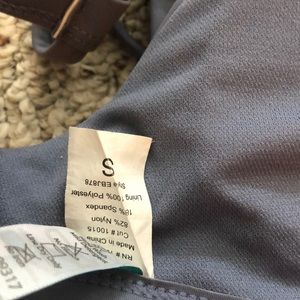 S
Style EBJ878
Lining 100% Polyester
18% Spandex
82% Nylon
Cut # 10015
Made in China
RN #